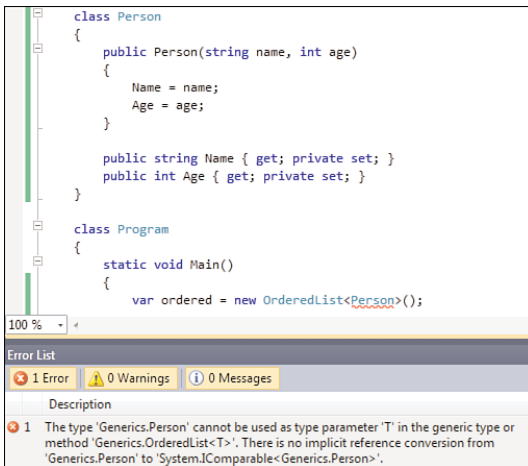 class Person
{
public Person(string name, int age)
{
Name = name;
Age = age;
}
public string Name { get; private set; }
public int Age { get; private set; }
}
class Program
{
static void Main()
{
var ordered = new OrderedList<Person>();
100 %
Error List
1 Error 0 Warnings 0 Messages
Description
1 The type 'Generics.Person' cannot be used as type parameter 'T' in the generic type or
method 'Generics.OrderedList<T>'. There is no implicit reference conversion from
'Generics.Person' to 'System.IComparable<Generics.Person>'.